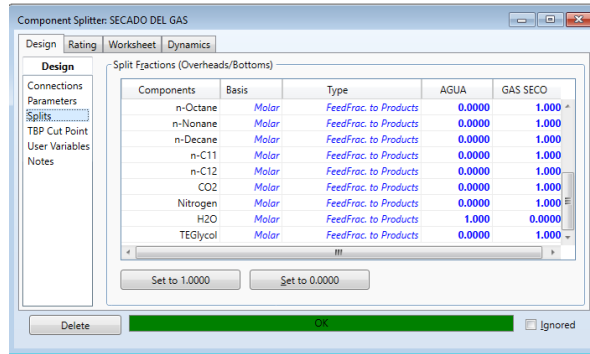 Component Splitter: SECADO DEL GAS
Design Rating Worksheet Dynamics
Design
Connections
Parameters
Splits
TBP Cut Point
User Variables
Notes
Split Fractions (Overheads/Bottoms)
Components Basis Type AGUA GAS SECO
n-Octane Molar FeedFrac. to Products 0.0000 1.000
n-Nonane Molar FeedFrac. to Products 0.0000 1.000
n-Decane Molar FeedFrac. to Products 0.0000 1.000
n-C11 Molar FeedFrac. to Products 0.0000 1.000
n-C12 Molar FeedFrac. to Products 0.0000 1.000
CO2 Molar FeedFrac. to Products 0.0000 1.000
Nitrogen Molar FeedFrac. to Products 0.0000 1.000
H2O Molar FeedFrac. to Products 1.000 0.0000
TEGlycol Molar FeedFrac. to Products 0.0000 1.000
Set to 1.0000 Set to 0.0000
Delete OK Ignored